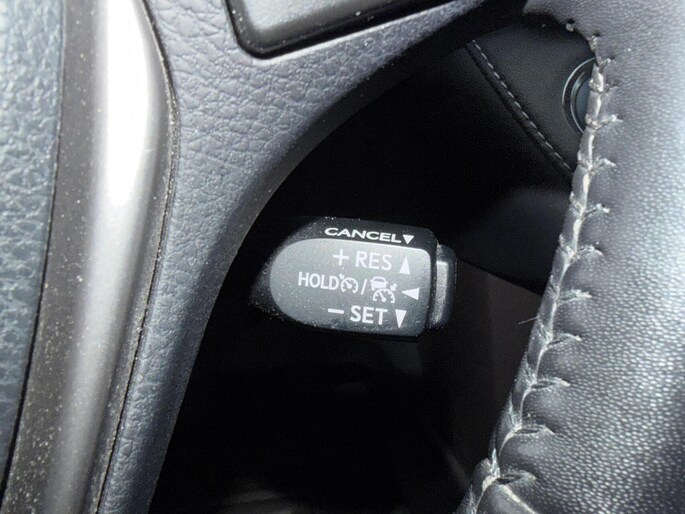 CANCEL▼
+ RES ▲
HOLD / ◄
− SET ▼